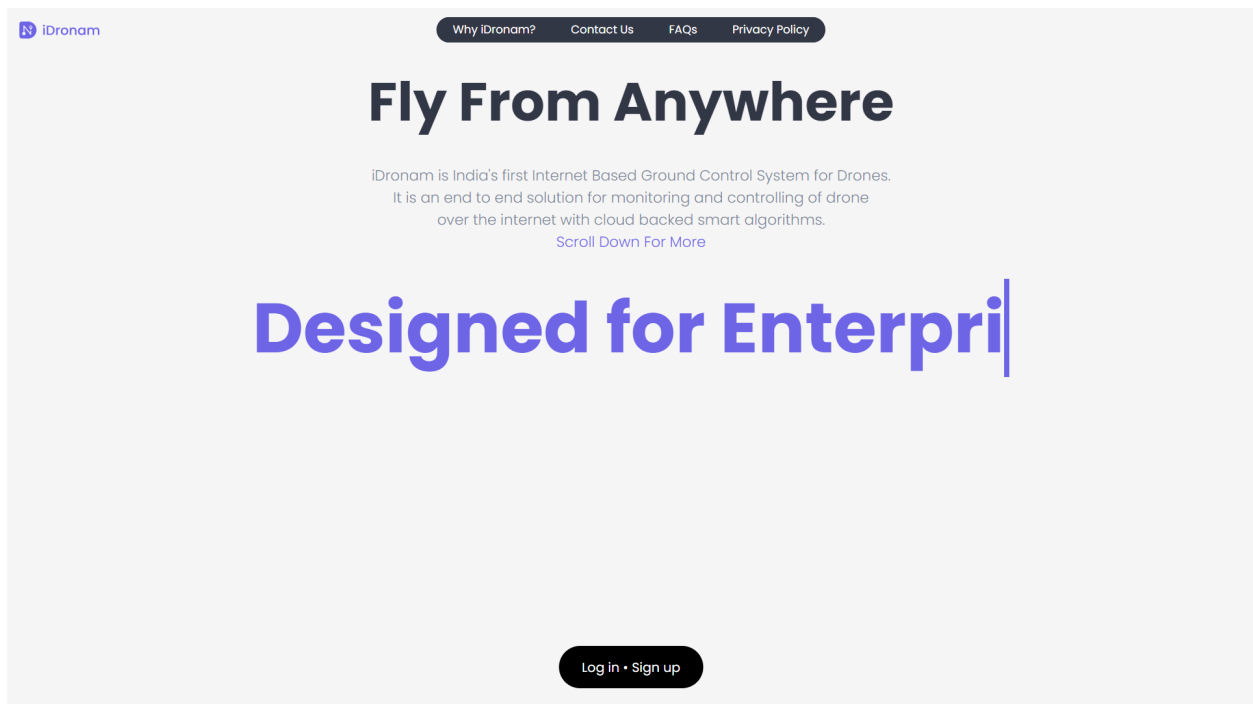 iDronam
Why iDronam? Contact Us FAQs Privacy Policy
Fly From Anywhere
iDronam is India's first Internet Based Ground Control System for Drones.
It is an end to end solution for monitoring and controlling of drone
over the internet with cloud backed smart algorithms.
Scroll Down For More
Designed for Enterpri
Log in • Sign up